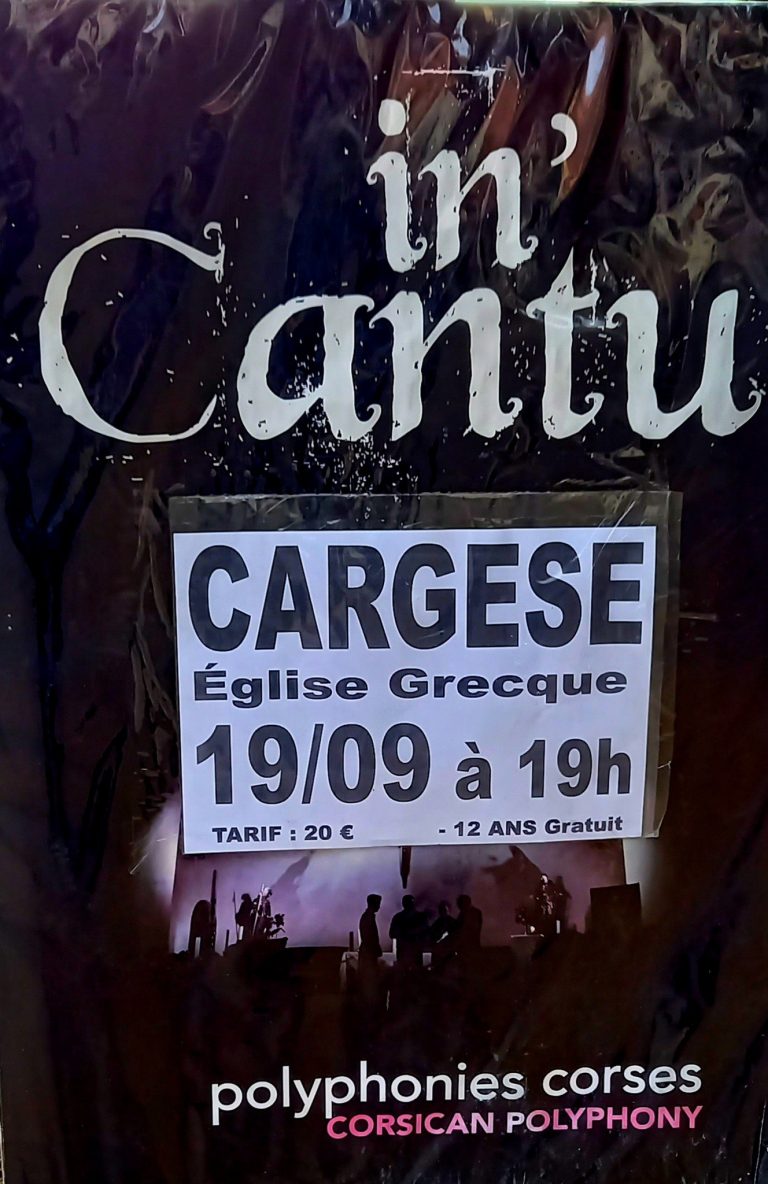 in'
Cantu
CARGESE
Église Grecque
19/09 à 19h
TARIF : 20 € - 12 ANS Gratuit
polyphonies corses
CORSICAN POLYPHONY